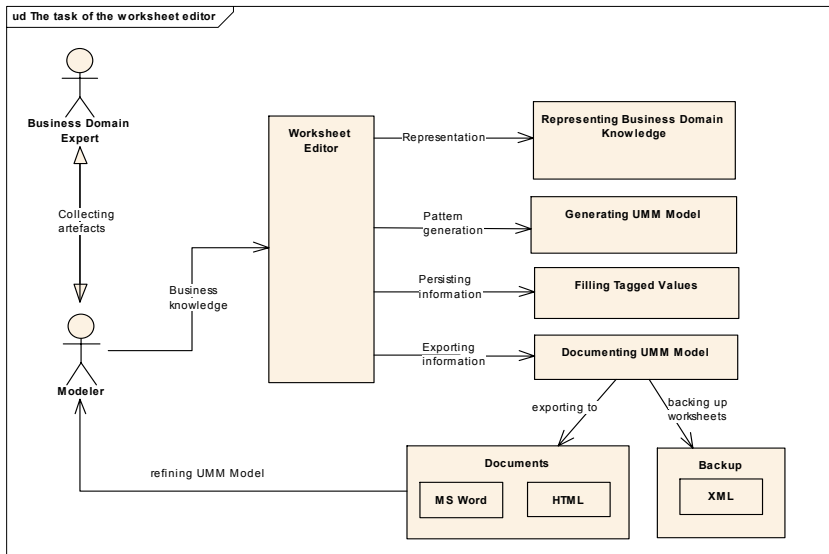 ud The task of the worksheet editor
Business Domain
Expert
Collecting
artefacts
Modeler
Business
knowledge
Worksheet
Editor
Representation
Representing Business Domain
Knowledge
Pattern
generation
Generating UMM Model
Persisting
information
Filling Tagged Values
Exporting
information
Documenting UMM Model
exporting to
backing up
worksheets
refining UMM Model
Documents
MS Word
HTML
Backup
XML